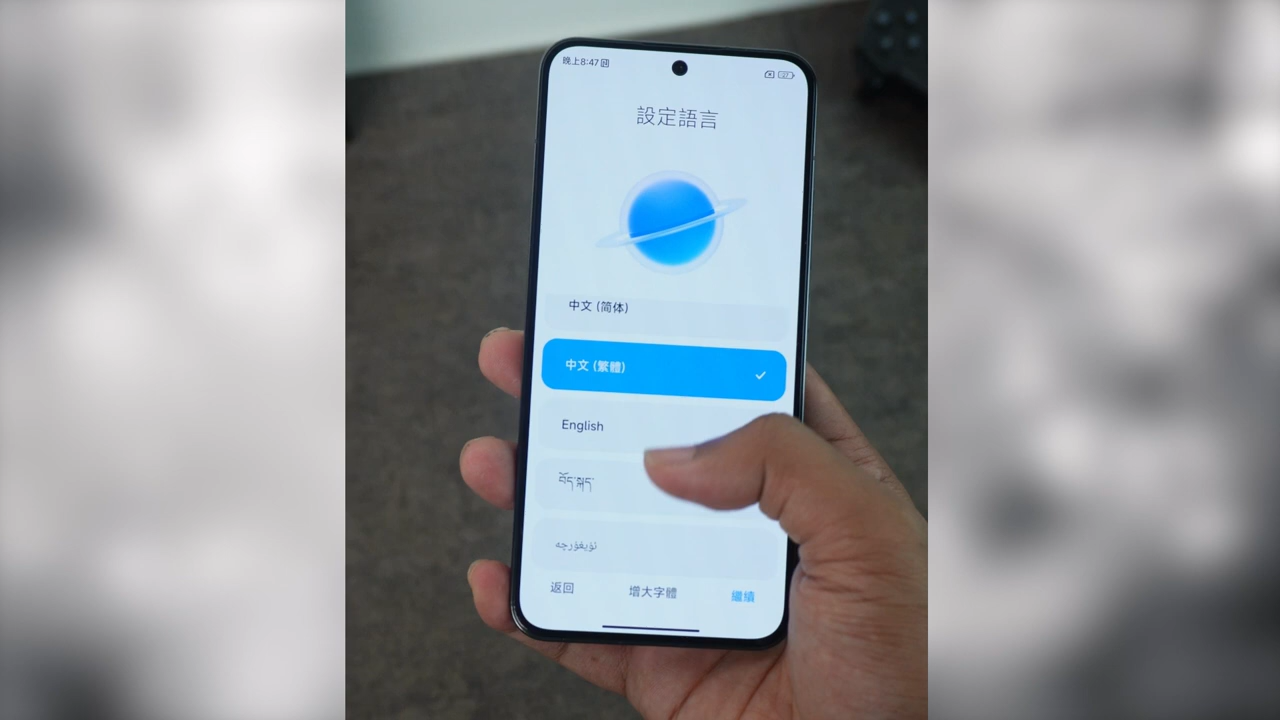 晚上8:47
設定語言
中文 (简体)
中文 (繁體)
English
བོད་སྐད་
ئۇيغۇرچە
返回
增大字體
繼續